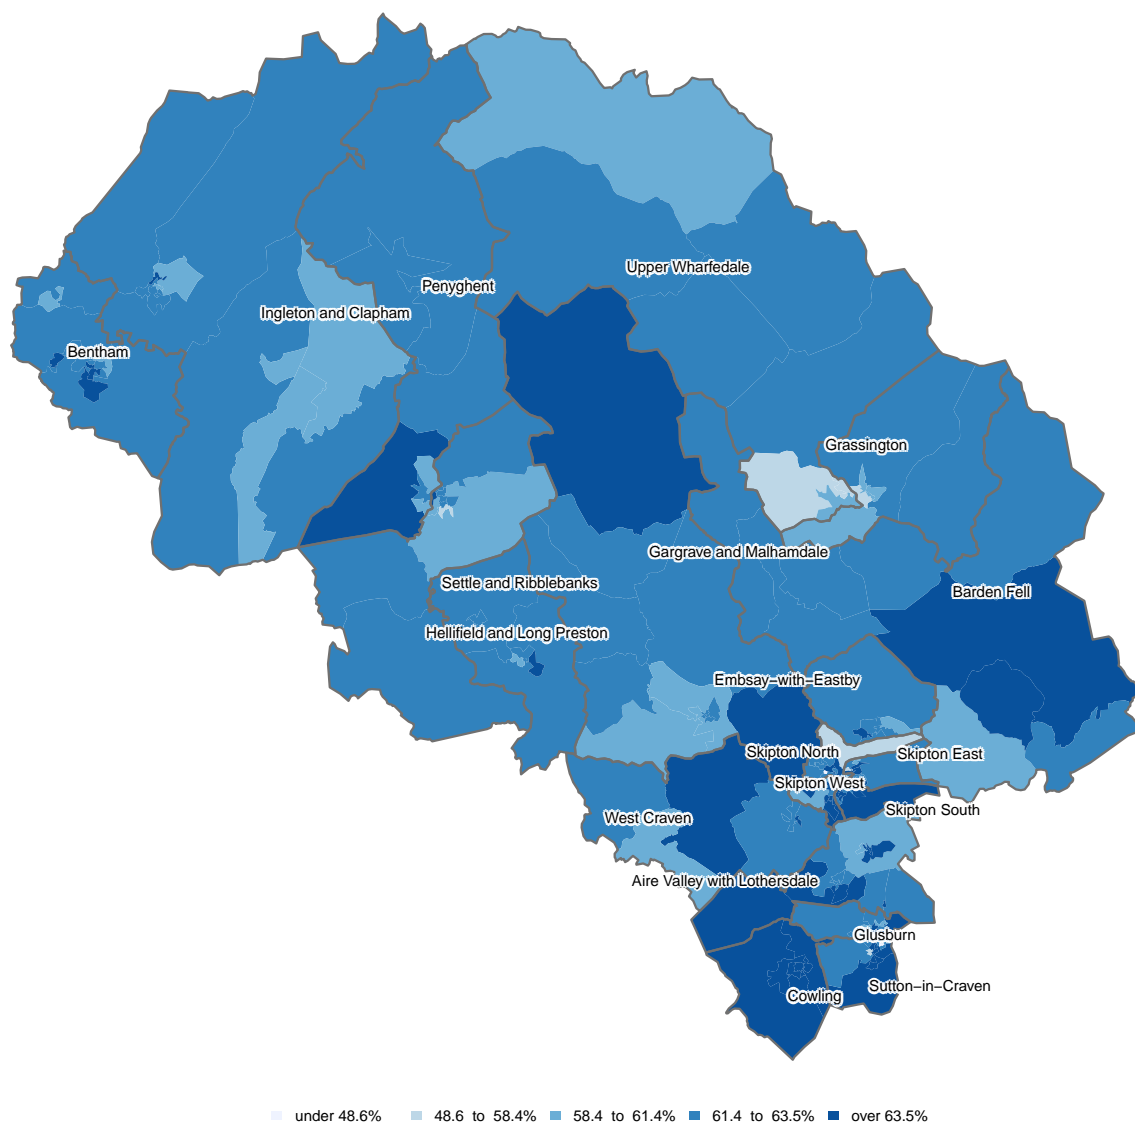 Upper Wharfedale
Penyghent
Ingleton and Clapham
Bentham
Grassington
Gargrave and Malhamdale
Settle and Ribblebanks
Barden Fell
Hellifield and Long Preston
Embsay−with−Eastby
Skipton North
Skipton East
Skipton West
Skipton South
West Craven
Aire Valley with Lothersdale
Glusburn
Sutton−in−Craven
Cowling
under 48.6% 48.6 to 58.4% 58.4 to 61.4% 61.4 to 63.5% over 63.5%